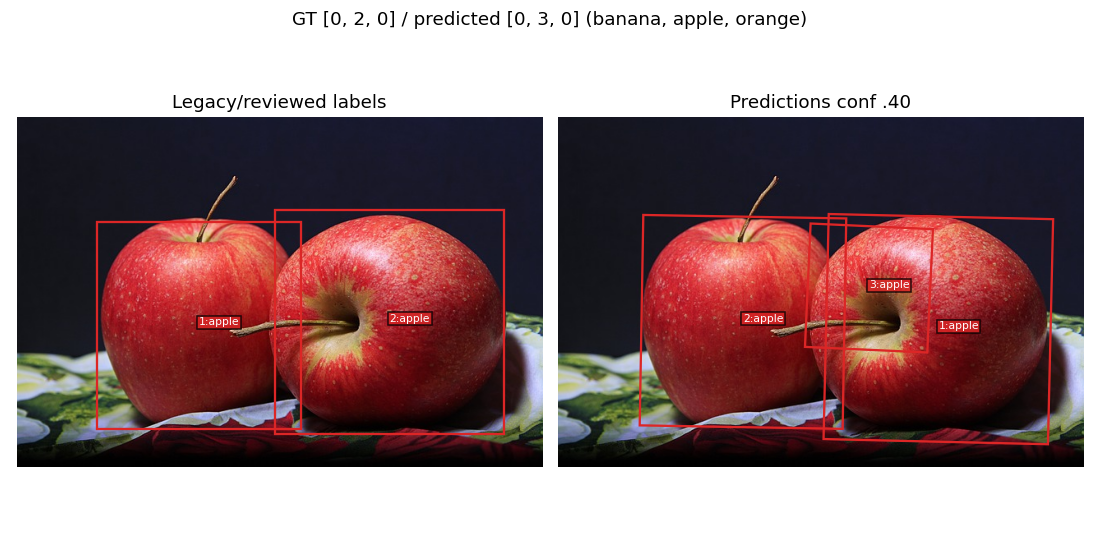 GT [0, 2, 0] / predicted [0, 3, 0] (banana, apple, orange)
Legacy/reviewed labels
Predictions conf .40
1:apple
2:apple
2:apple
3:apple
1:apple